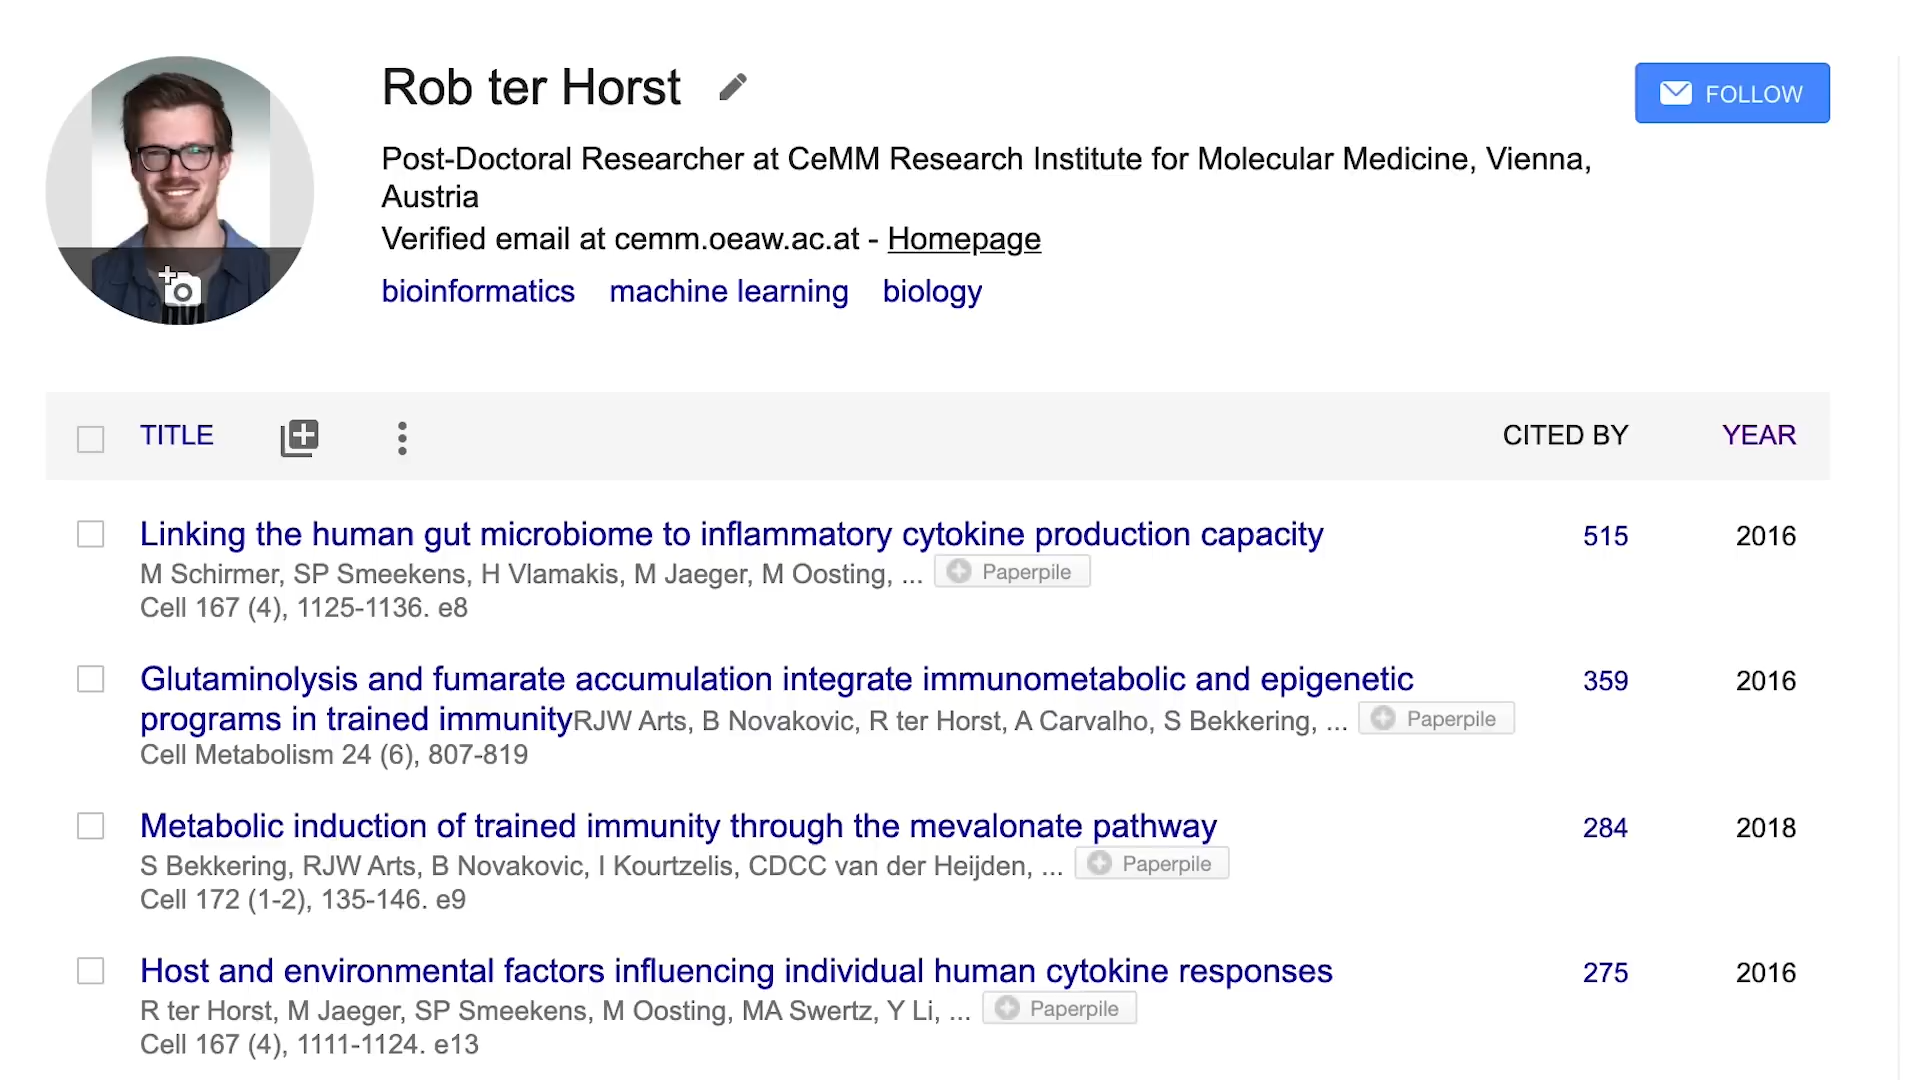 Rob ter Horst
FOLLOW
Post-Doctoral Researcher at CeMM Research Institute for Molecular Medicine, Vienna,
Austria
Verified email at cemm.oeaw.ac.at - Homepage
bioinformatics machine learning biology
TITLE CITED BY YEAR
Linking the human gut microbiome to inflammatory cytokine production capacity 515 2016
M Schirmer, SP Smeekens, H Vlamakis, M Jaeger, M Oosting, ... Paperpile
Cell 167 (4), 1125-1136. e8
Glutaminolysis and fumarate accumulation integrate immunometabolic and epigenetic 359 2016
programs in trained immunityRJW Arts, B Novakovic, R ter Horst, A Carvalho, S Bekkering, ... Paperpile
Cell Metabolism 24 (6), 807-819
Metabolic induction of trained immunity through the mevalonate pathway 284 2018
S Bekkering, RJW Arts, B Novakovic, I Kourtzelis, CDCC van der Heijden, ... Paperpile
Cell 172 (1-2), 135-146. e9
Host and environmental factors influencing individual human cytokine responses 275 2016
R ter Horst, M Jaeger, SP Smeekens, M Oosting, MA Swertz, Y Li, ... Paperpile
Cell 167 (4), 1111-1124. e13